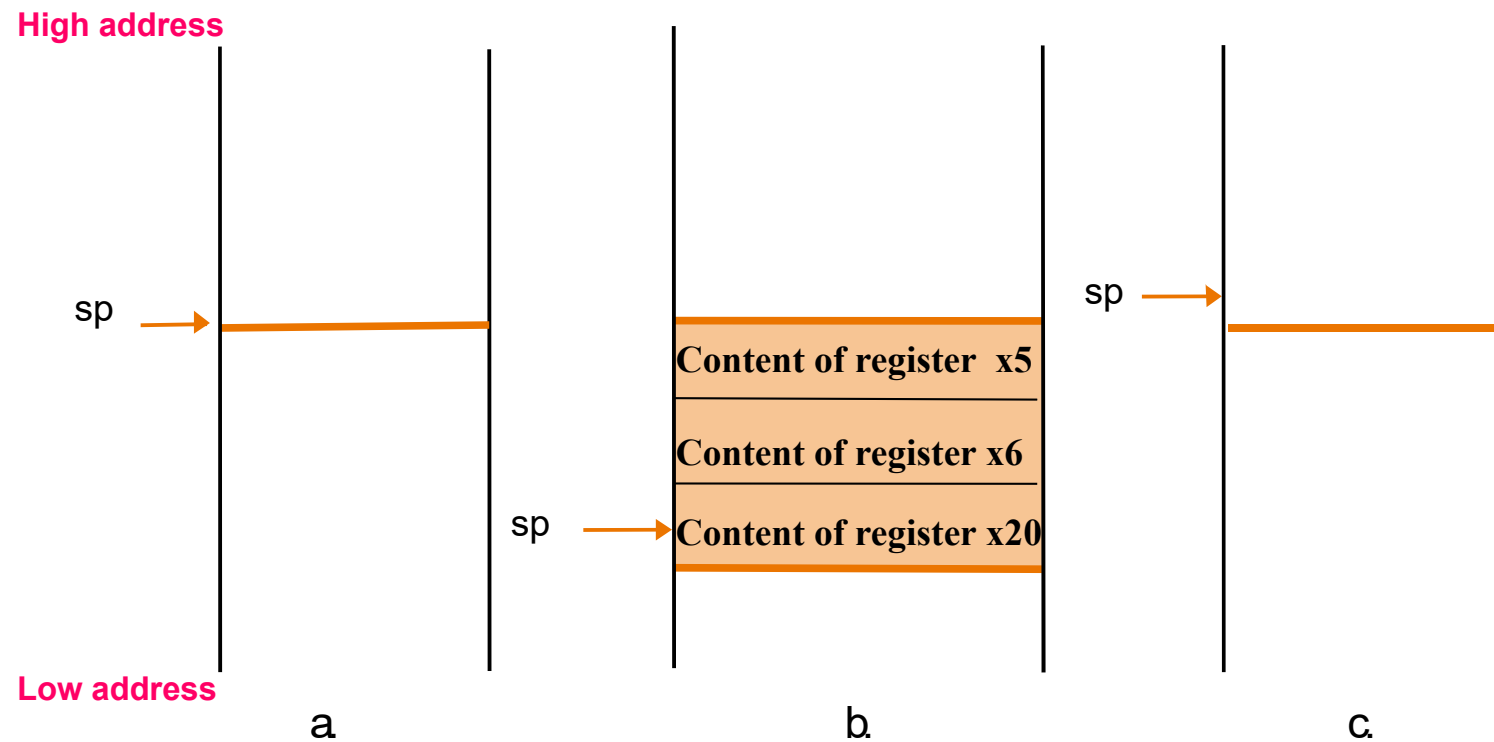 High address
sp
sp
Content of register x5
Content of register x6
sp
Content of register x20
Low address
a.
b.
c.